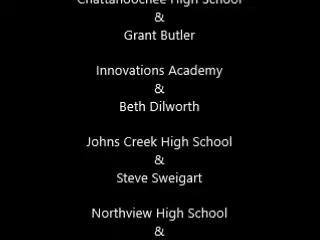 Chattahoochee High School
&
Grant Butler
Innovations Academy
&
Beth Dilworth
Johns Creek High School
&
Steve Sweigart
Northview High School
&